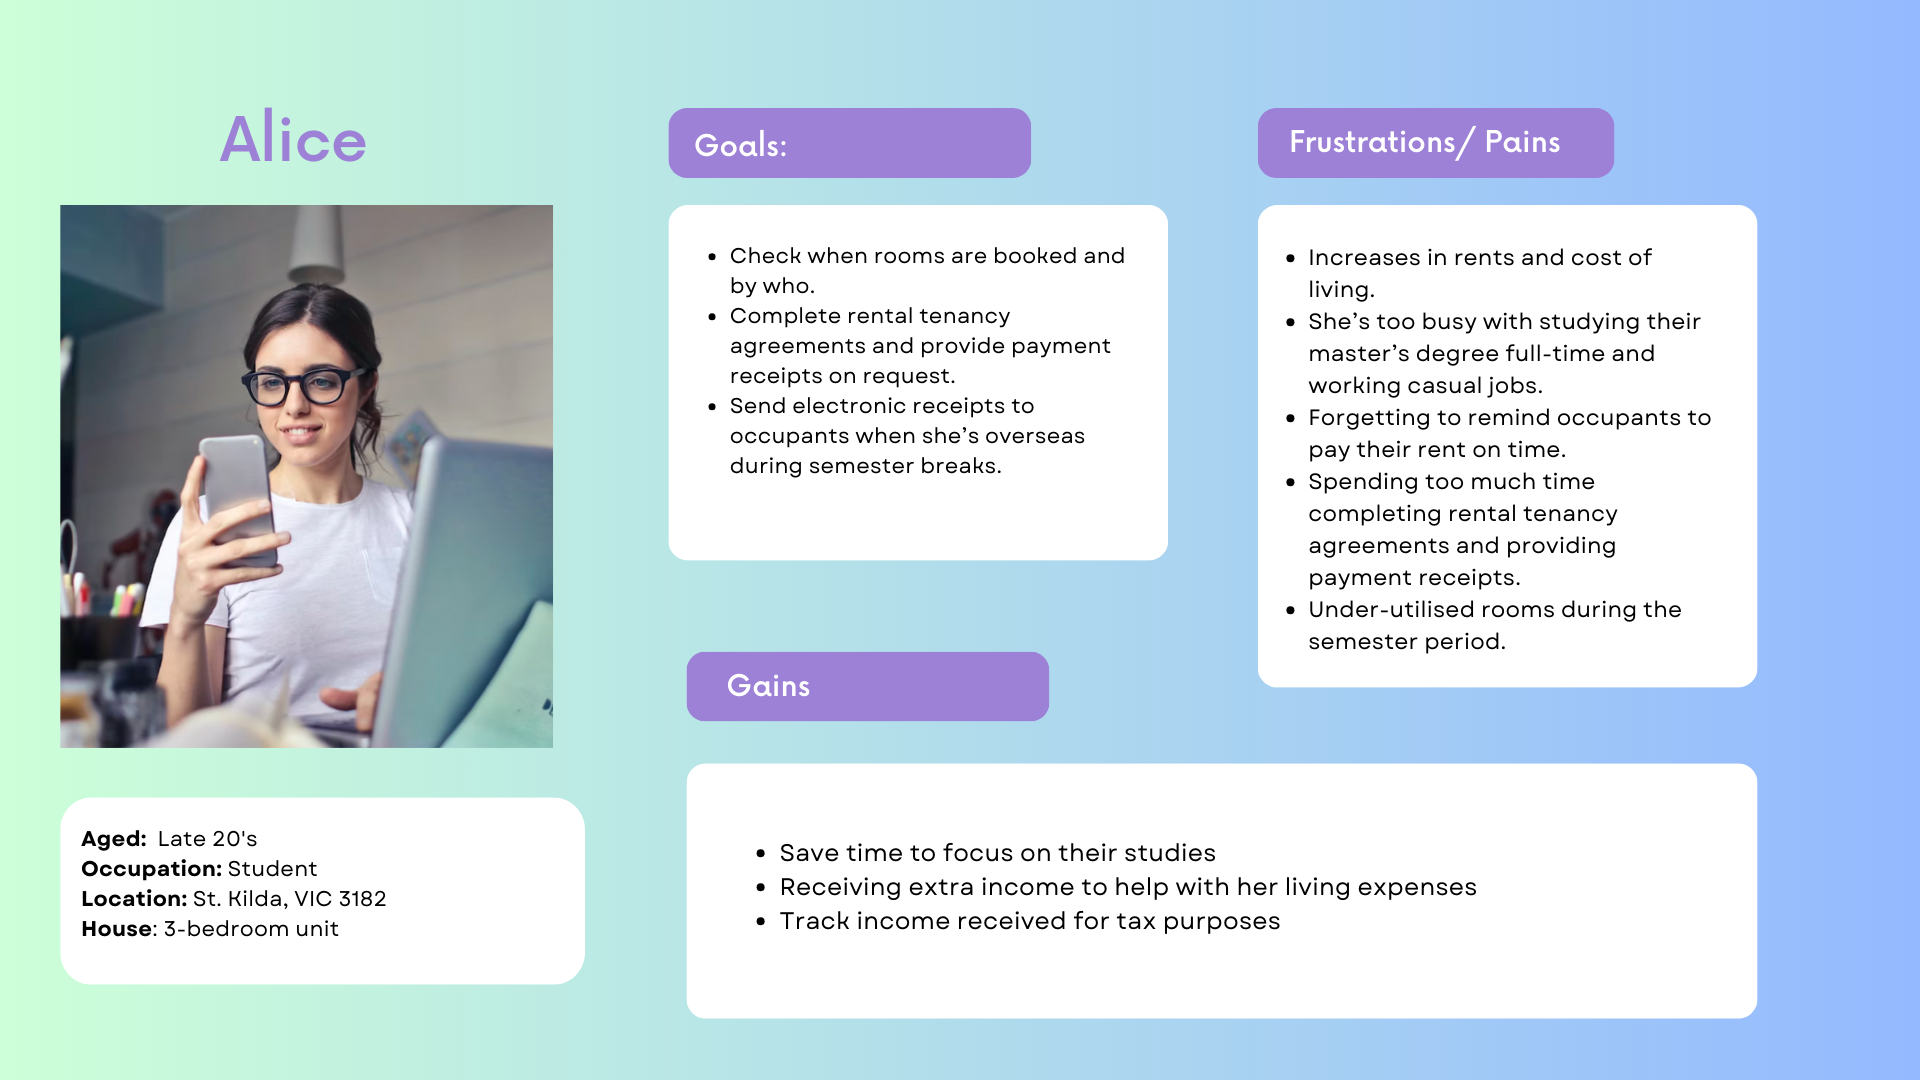 Alice
Aged: Late 20's
Occupation: Student
Location: St. Kilda, VIC 3182
House: 3-bedroom unit
Goals:
• Check when rooms are booked and
by who.
• Complete rental tenancy
agreements and provide payment
receipts on request.
• Send electronic receipts to
occupants when she’s overseas
during semester breaks.
Frustrations/ Pains
• Increases in rents and cost of
living.
• She’s too busy with studying their
master’s degree full-time and
working casual jobs.
• Forgetting to remind occupants to
pay their rent on time.
• Spending too much time
completing rental tenancy
agreements and providing
payment receipts.
• Under-utilised rooms during the
semester period.
Gains
• Save time to focus on their studies
• Receiving extra income to help with her living expenses
• Track income received for tax purposes